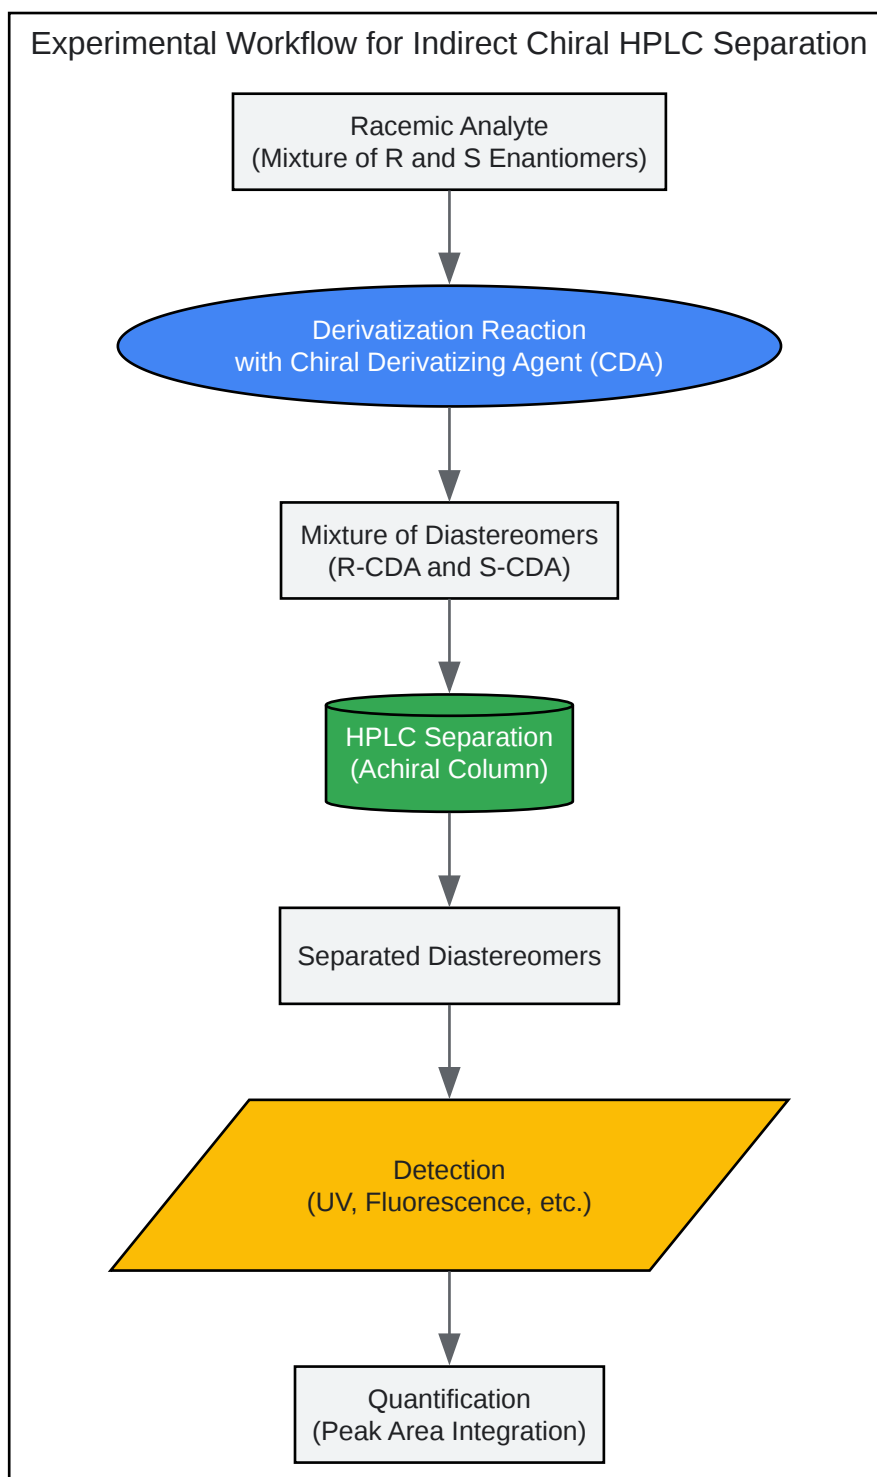 Experimental Workflow for Indirect Chiral HPLC Separation
Racemic Analyte
(Mixture of R and S Enantiomers)
Derivatization Reaction
with Chiral Derivatizing Agent (CDA)
Mixture of Diastereomers
(R-CDA and S-CDA)
HPLC Separation
(Achiral Column)
Separated Diastereomers
Detection
(UV, Fluorescence, etc.)
Quantification
(Peak Area Integration)